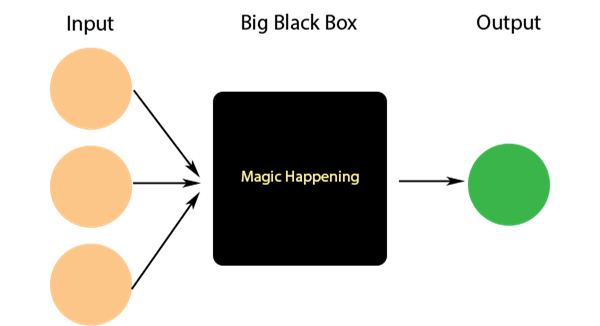 Input
Big Black Box
Output
Magic Happening